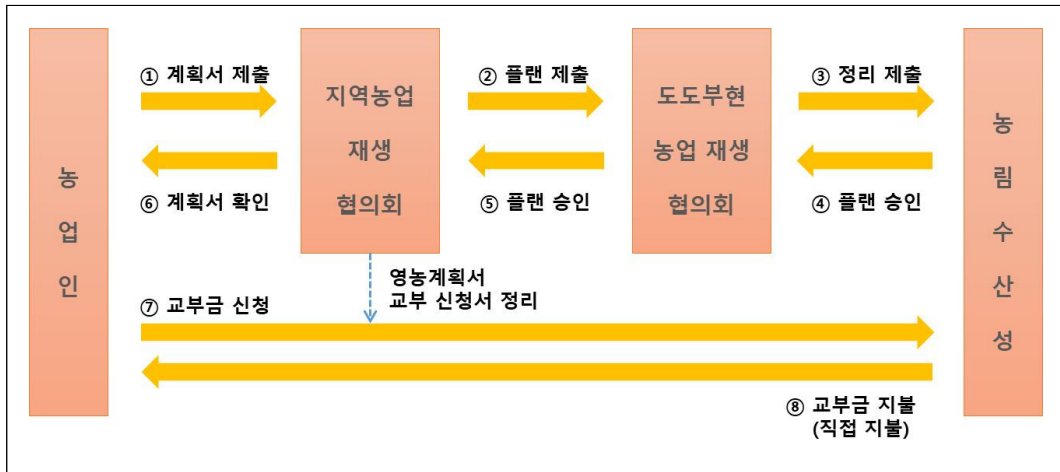 ① 계획서 제출
② 플랜 제출
③ 정리 제출
지역농업
재생
협의회
도도부현
농업 재생
협의회
농
업
인
농
림
수
산
성
⑥ 계획서 확인
⑤ 플랜 승인
④ 플랜 승인
영농계획서
교부 신청서 정리
⑦ 교부금 신청
⑧ 교부금 지불
(직접 지불)